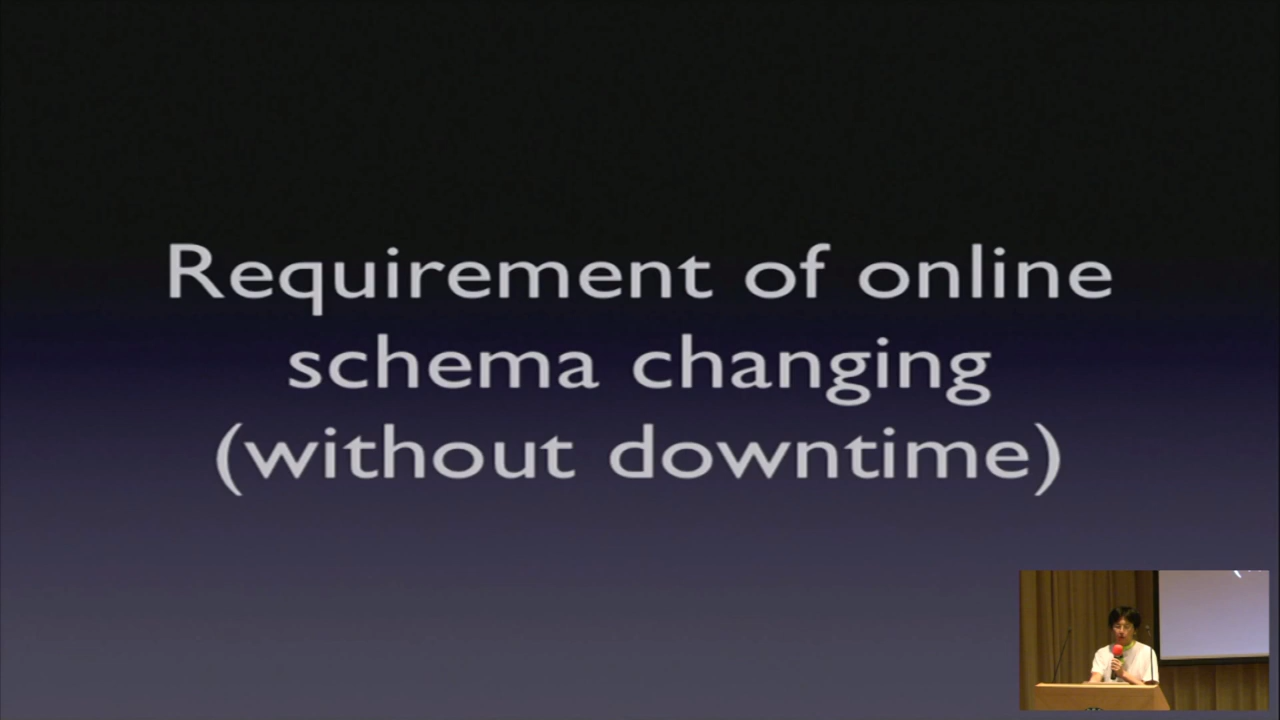 Requirement of online
schema changing
(without downtime)